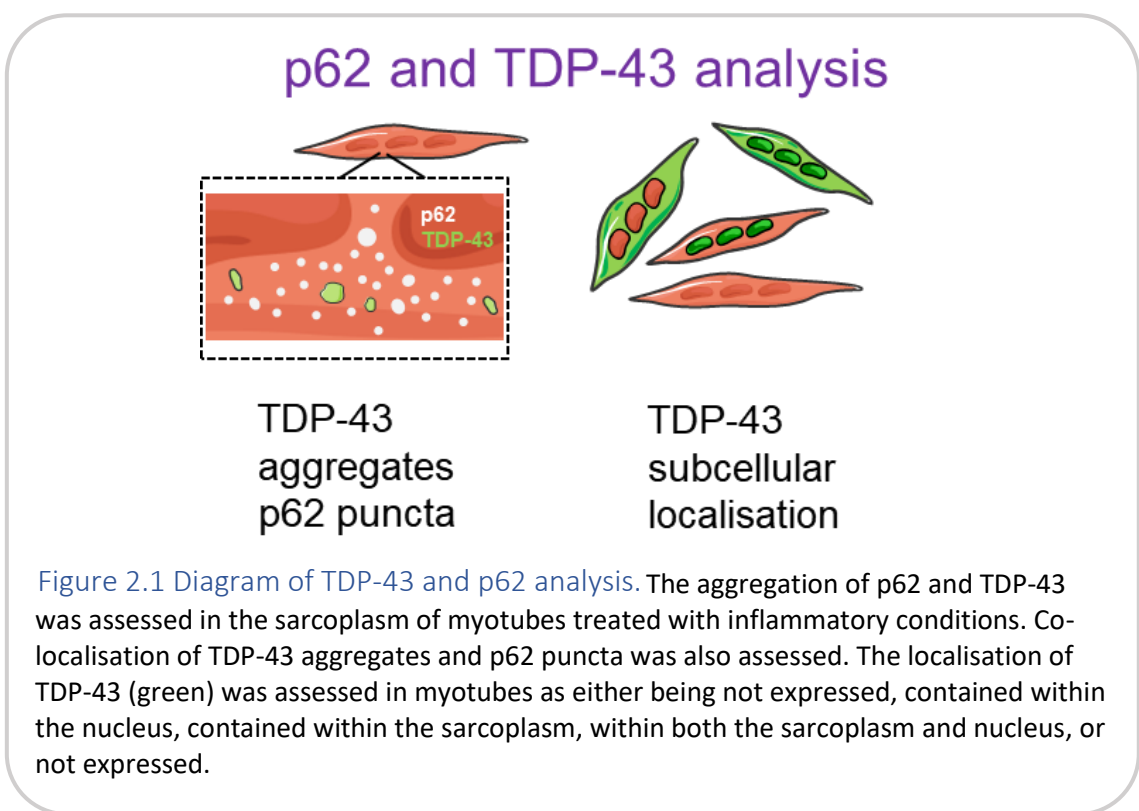 p62 and TDP-43 analysis
p62
TDP-43
TDP-43
aggregates
p62 puncta
TDP-43
subcellular
localisation
Figure 2.1 Diagram of TDP-43 and p62 analysis. The aggregation of p62 and TDP-43
was assessed in the sarcoplasm of myotubes treated with inflammatory conditions. Co-
localisation of TDP-43 aggregates and p62 puncta was also assessed. The localisation of
TDP-43 (green) was assessed in myotubes as either being not expressed, contained within
the nucleus, contained within the sarcoplasm, within both the sarcoplasm and nucleus, or
not expressed.